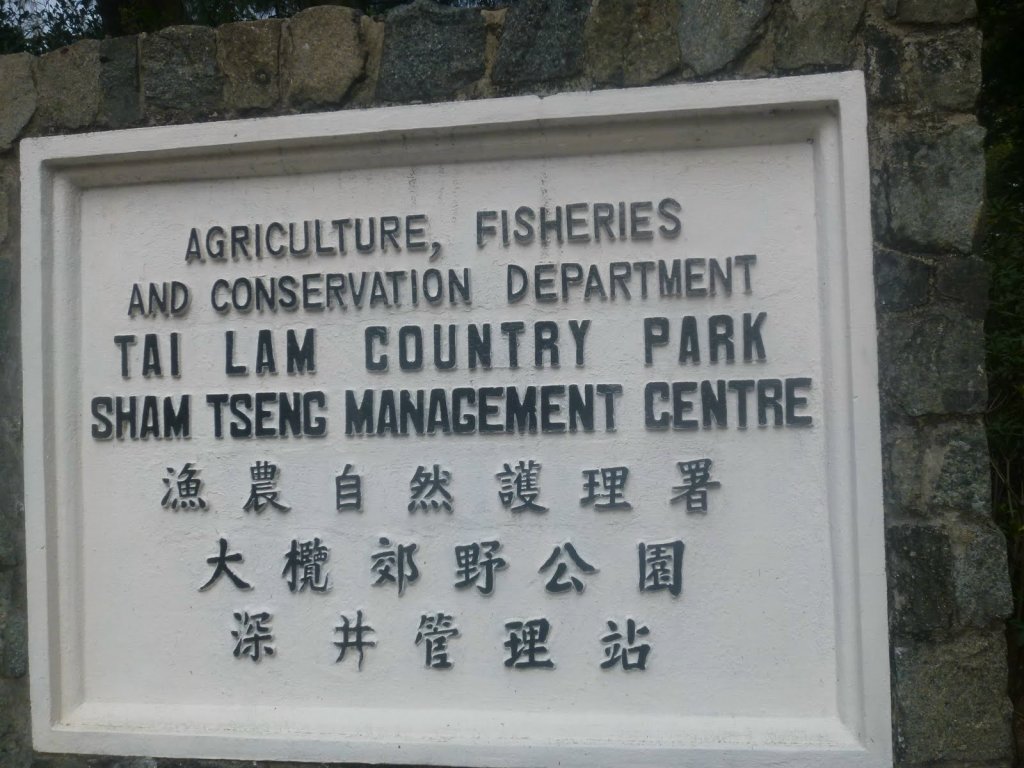 AGRICULTURE, FISHERIES
AND CONSERVATION DEPARTMENT
TAI LAM COUNTRY PARK
SHAM TSENG MANAGEMENT CENTRE
漁農自然護理署
大欖郊野公園
深井管理站